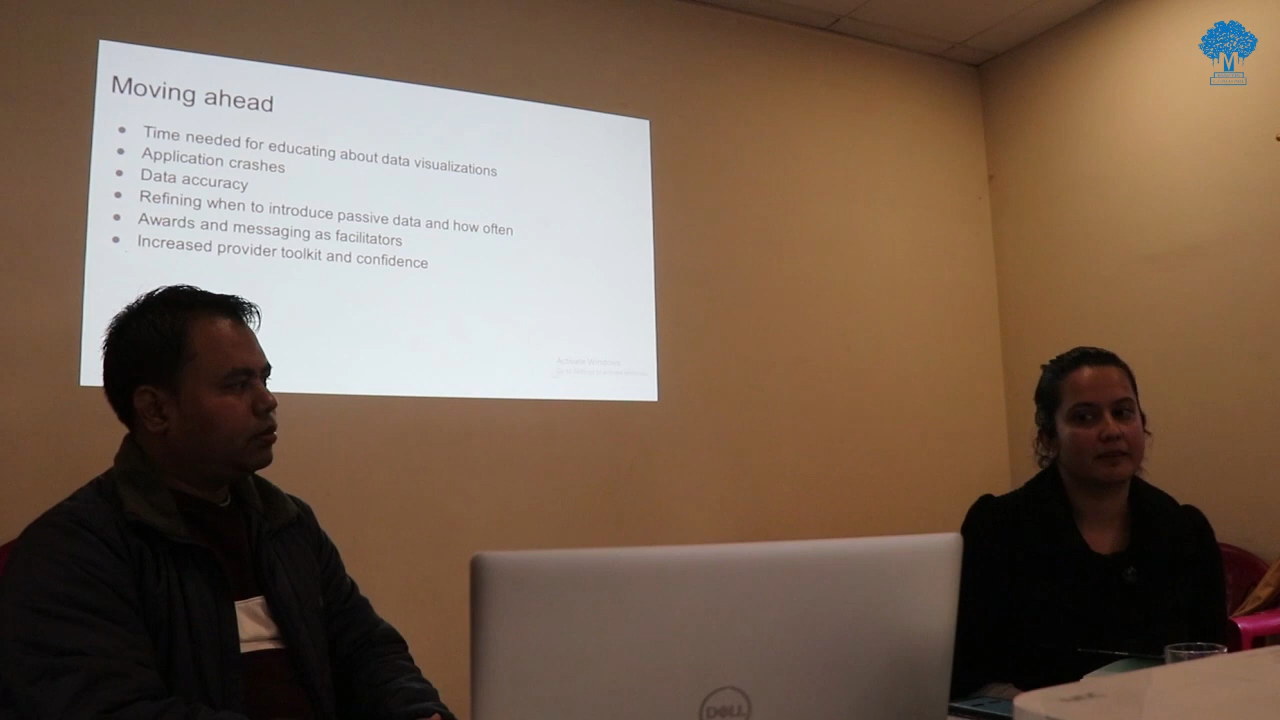 Moving ahead
Time needed for educating about data visualizations
Application crashes
Data accuracy
Refining when to introduce passive data and how often
Awards and messaging as facilitators
Increased provider toolkit and confidence
Activate Windows
M
DELL